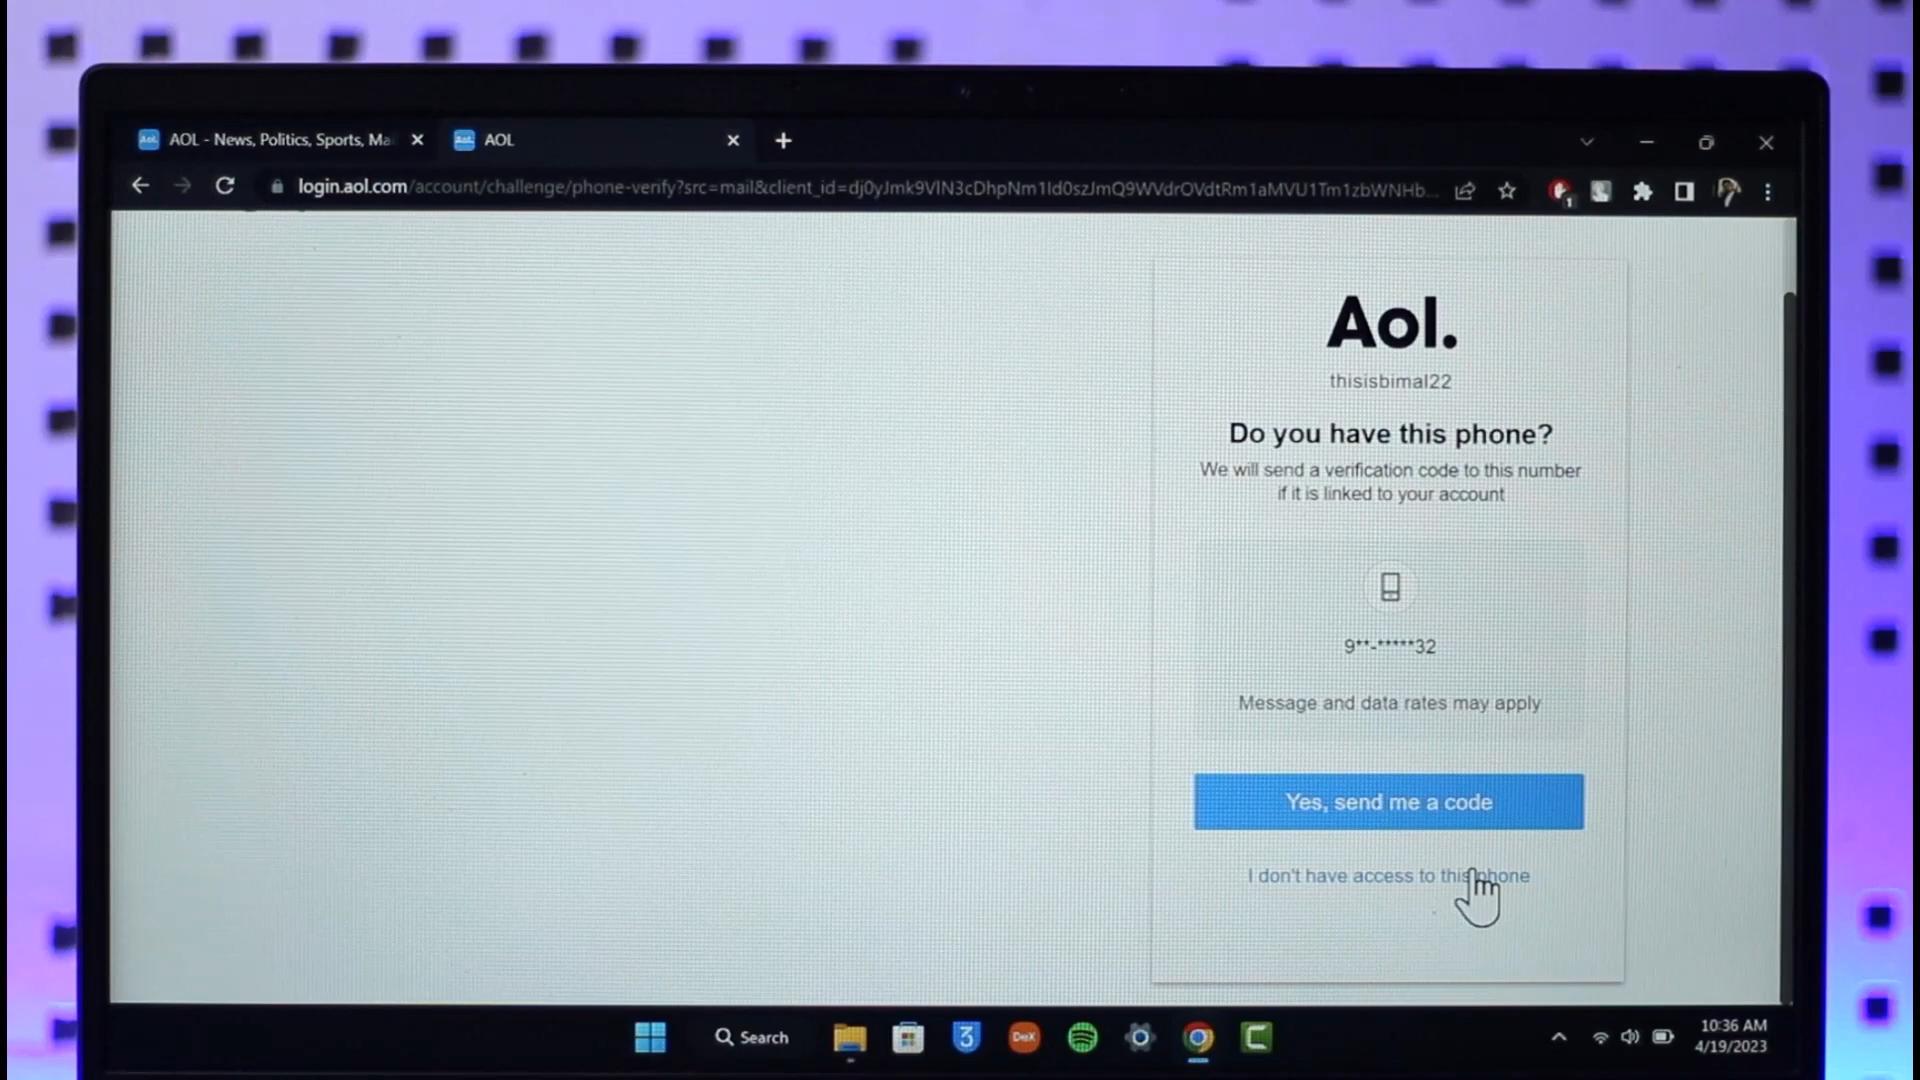 AOL - News, Politics, Sports, Ma
AOL
login.aol.com/account/challenge/phone-verify?src=mail&client_id=
Aol.
thisisbimal22
Do you have this phone?
We will send a verification code to this number
if it is linked to your account
9**-*****32
Message and data rates may apply
Yes, send me a code
I don't have access to this phone
Search
3
DeX
10:36 AM
4/19/2023